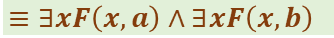 ≡ ∃xF(x,a) ∧ ∃xF(x,b)